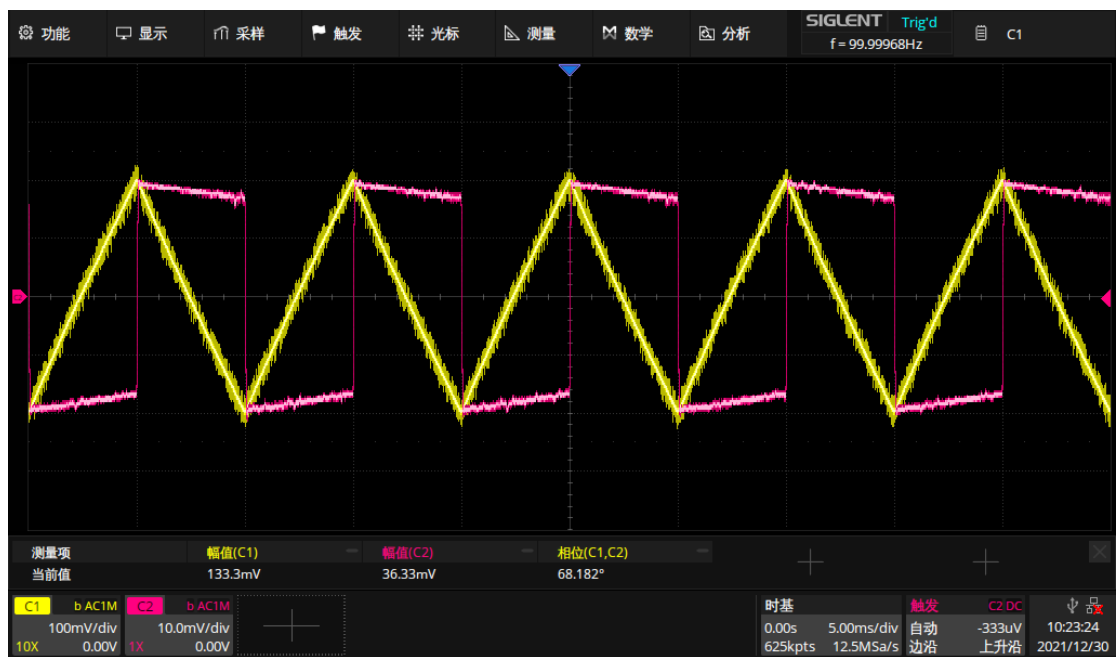 功能 显示 采样 触发 光标 测量 数学 分析 SIGLENT Trig'd C1
f = 99.99968Hz
C2
测量项 幅值(C1) 幅值(C2) 相位(C1,C2)
当前值 133.3mV 36.33mV 68.182°
C1 b AC1M C2 b AC1M 时基 触发 C2 DC
100mV/div 10.0mV/div 0.00s 5.00ms/div 自动 -333uV 10:23:24
10X 0.00V 1X 0.00V 625kpts 12.5MSa/s 边沿 上升沿 2021/12/30